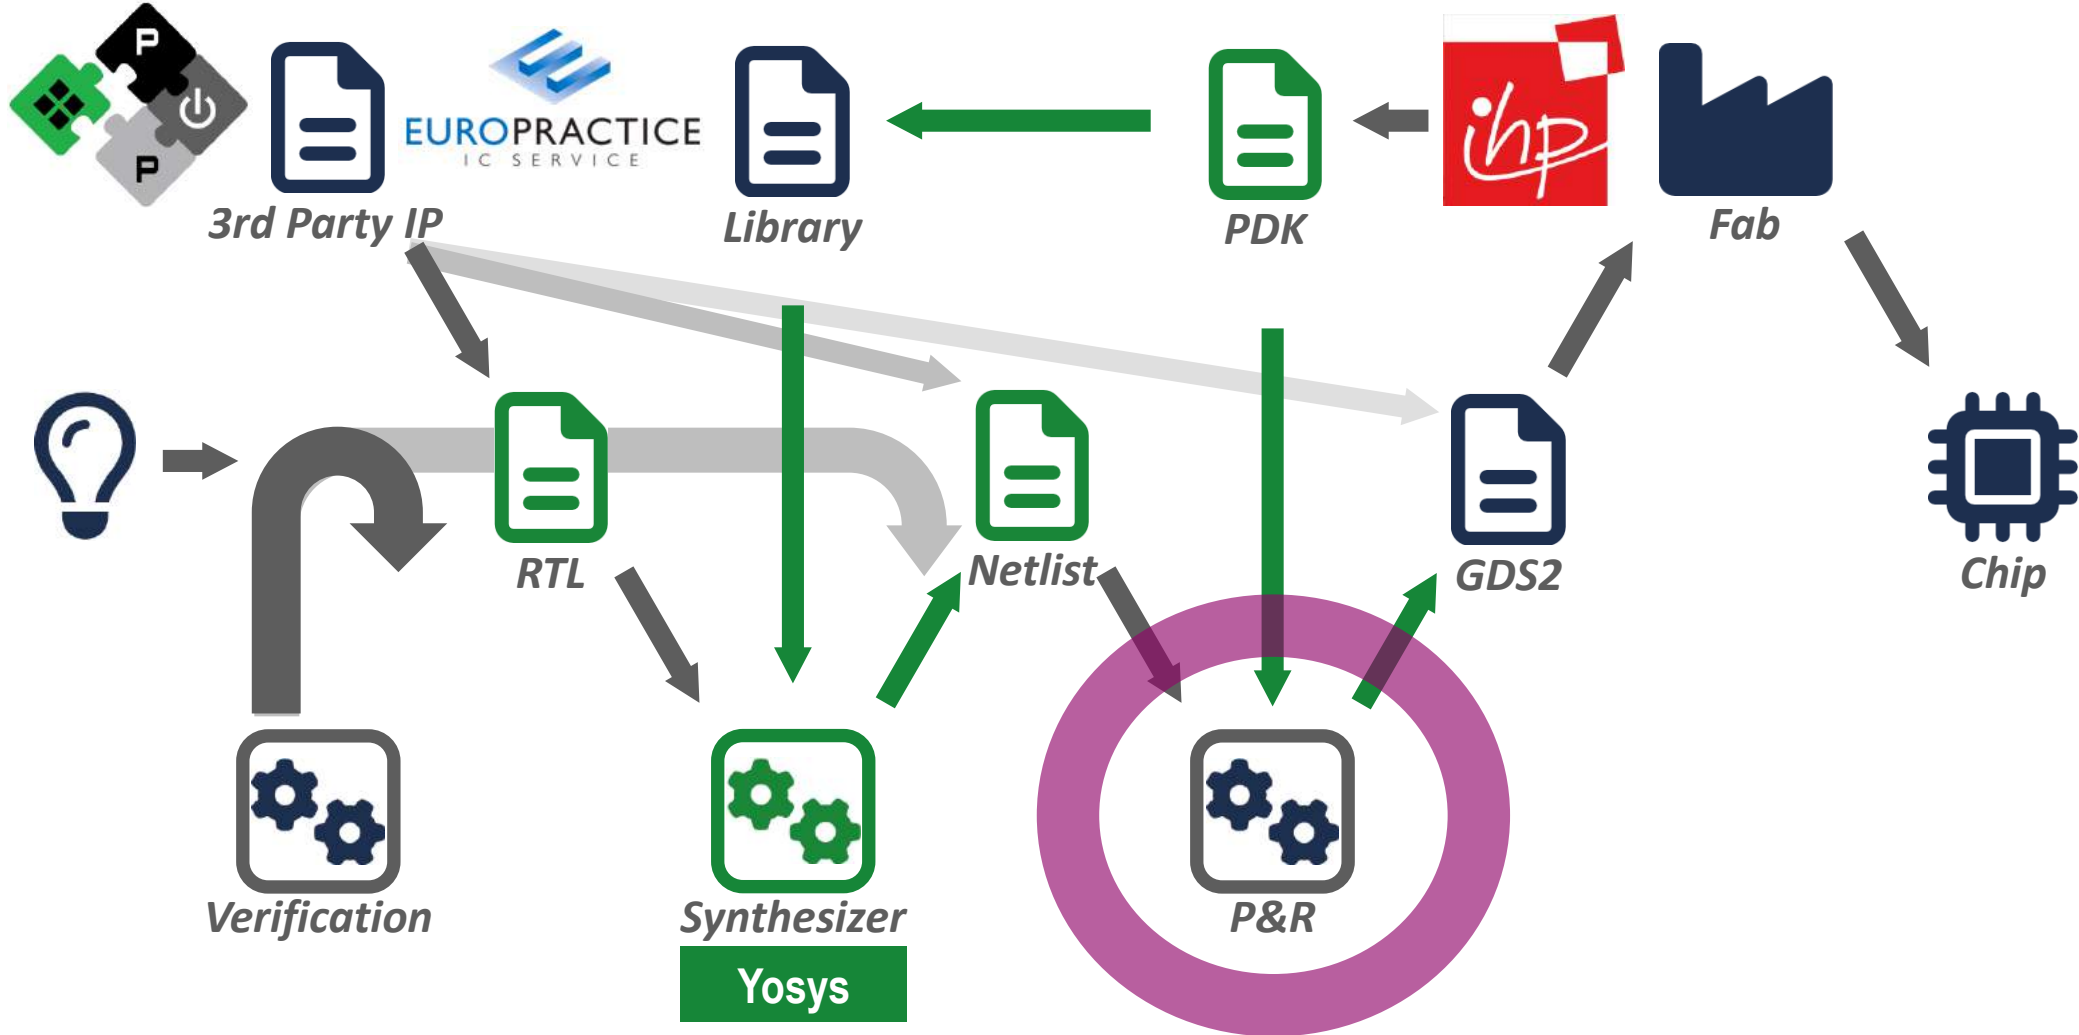 P
P
EUROPRACTICE
IC SERVICE
ihp
3rd Party IP
Library
PDK
Fab
RTL
Netlist
GDS2
Chip
Verification
Synthesizer
P&R
Yosys